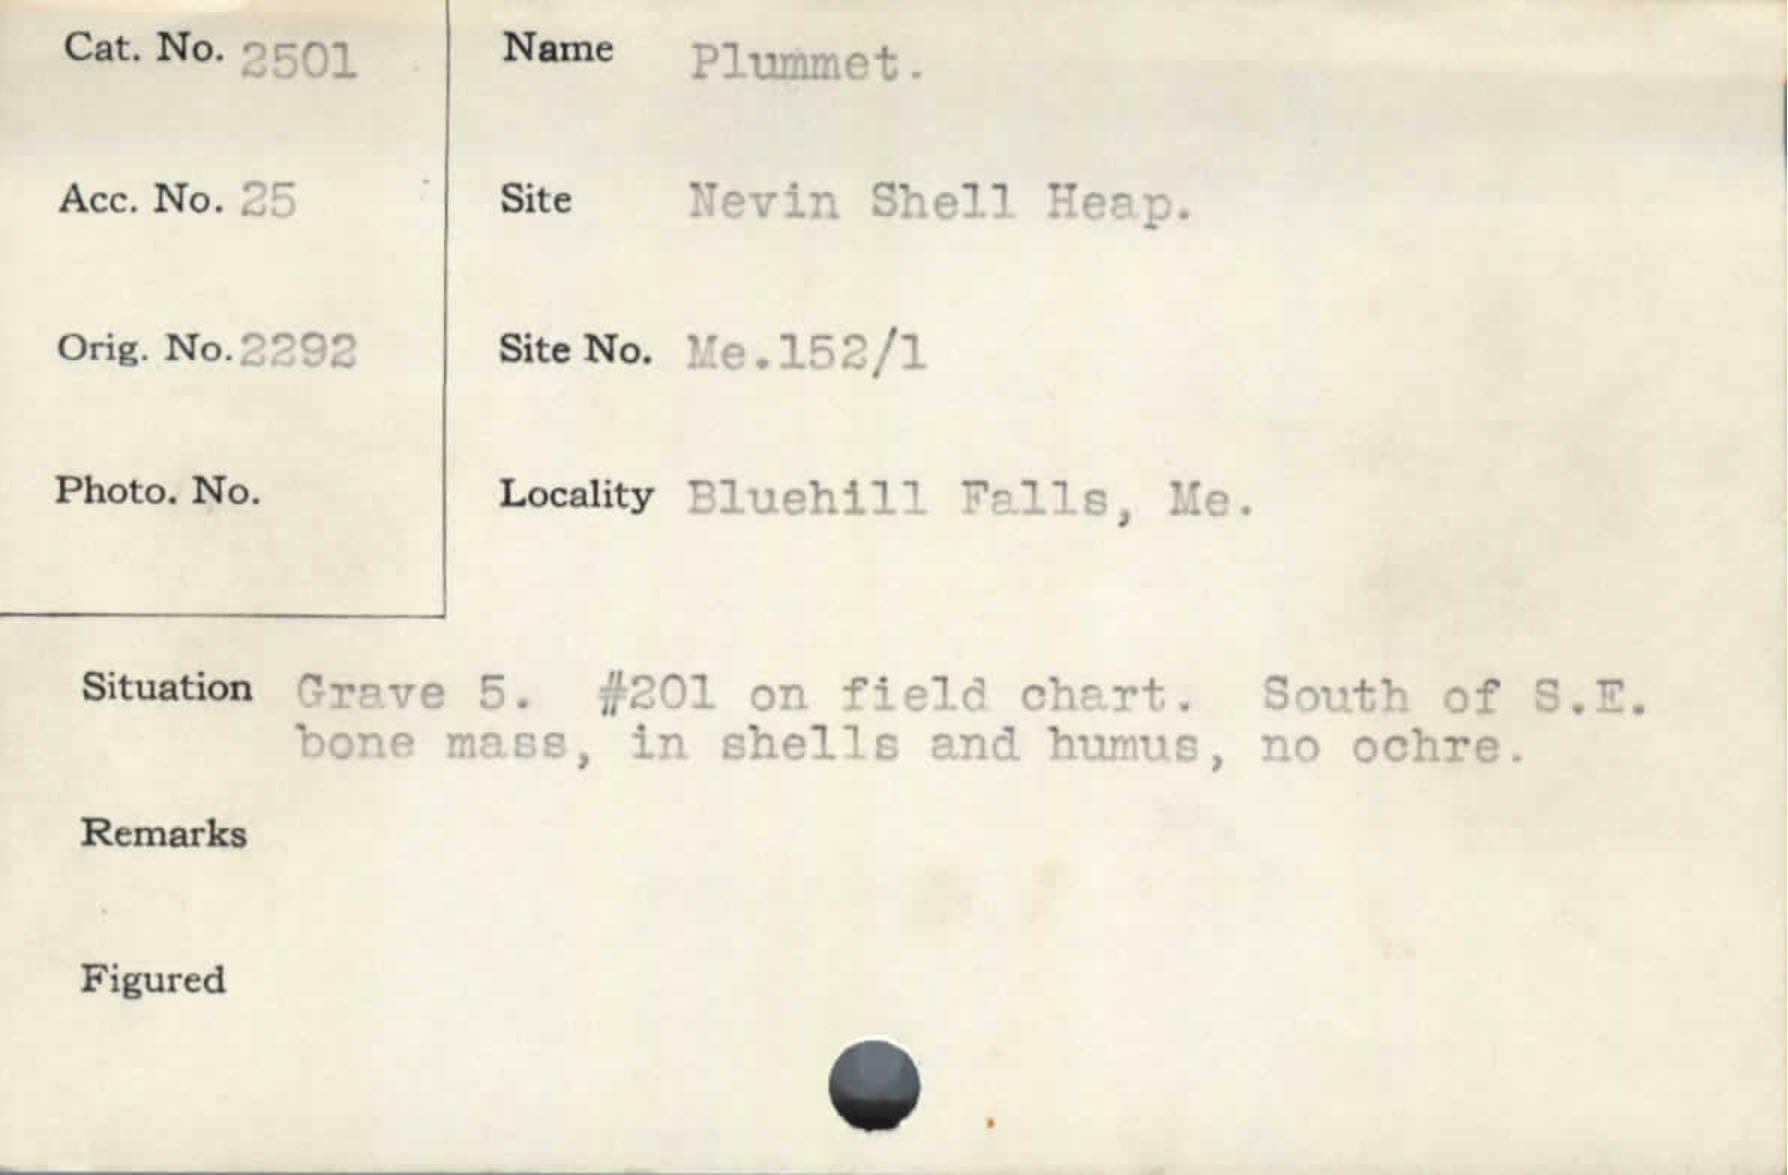 Cat. No. 2501
Acc. No. 25
Orig. No. 2292
Photo. No.
Name Plummet.
Site Nevin Shell Heap.
Site No. Me.152/1
Locality Bluehill Falls, Me.
Situation Grave 5. #201 on field chart. South of S.E.
bone mass, in shells and humus, no ochre.
Remarks
Figured